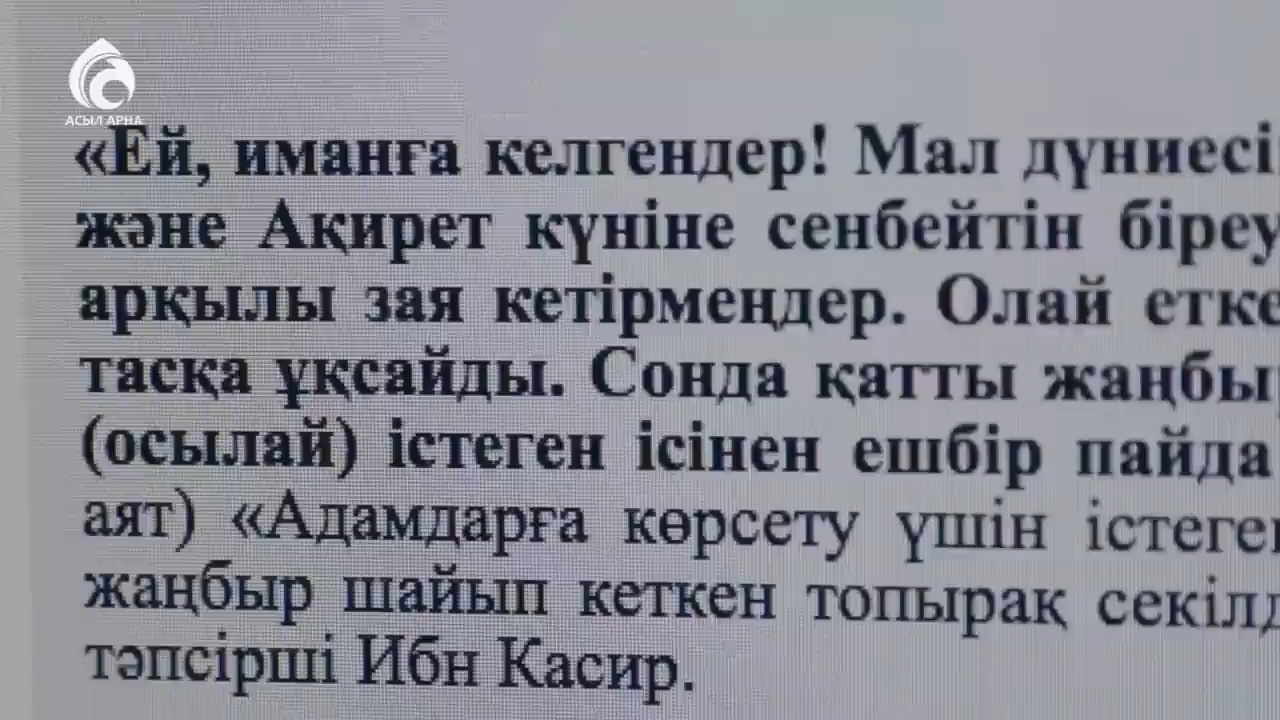 АСЫЛ АРНА
«Ей, иманға келгендер! Мал дүниесі
және Ақирет күніне сенбейтін біреу
арқылы зая кетірмеңдер. Олай етке
тасқа ұқсайды. Сонда қатты жаңбы
(осылай) істеген ісінен ешбір пайда
аят) «Адамдарға көрсету үшін істеге
жаңбыр шайып кеткен топырақ секілд
тәпсірші Ибн Касир.